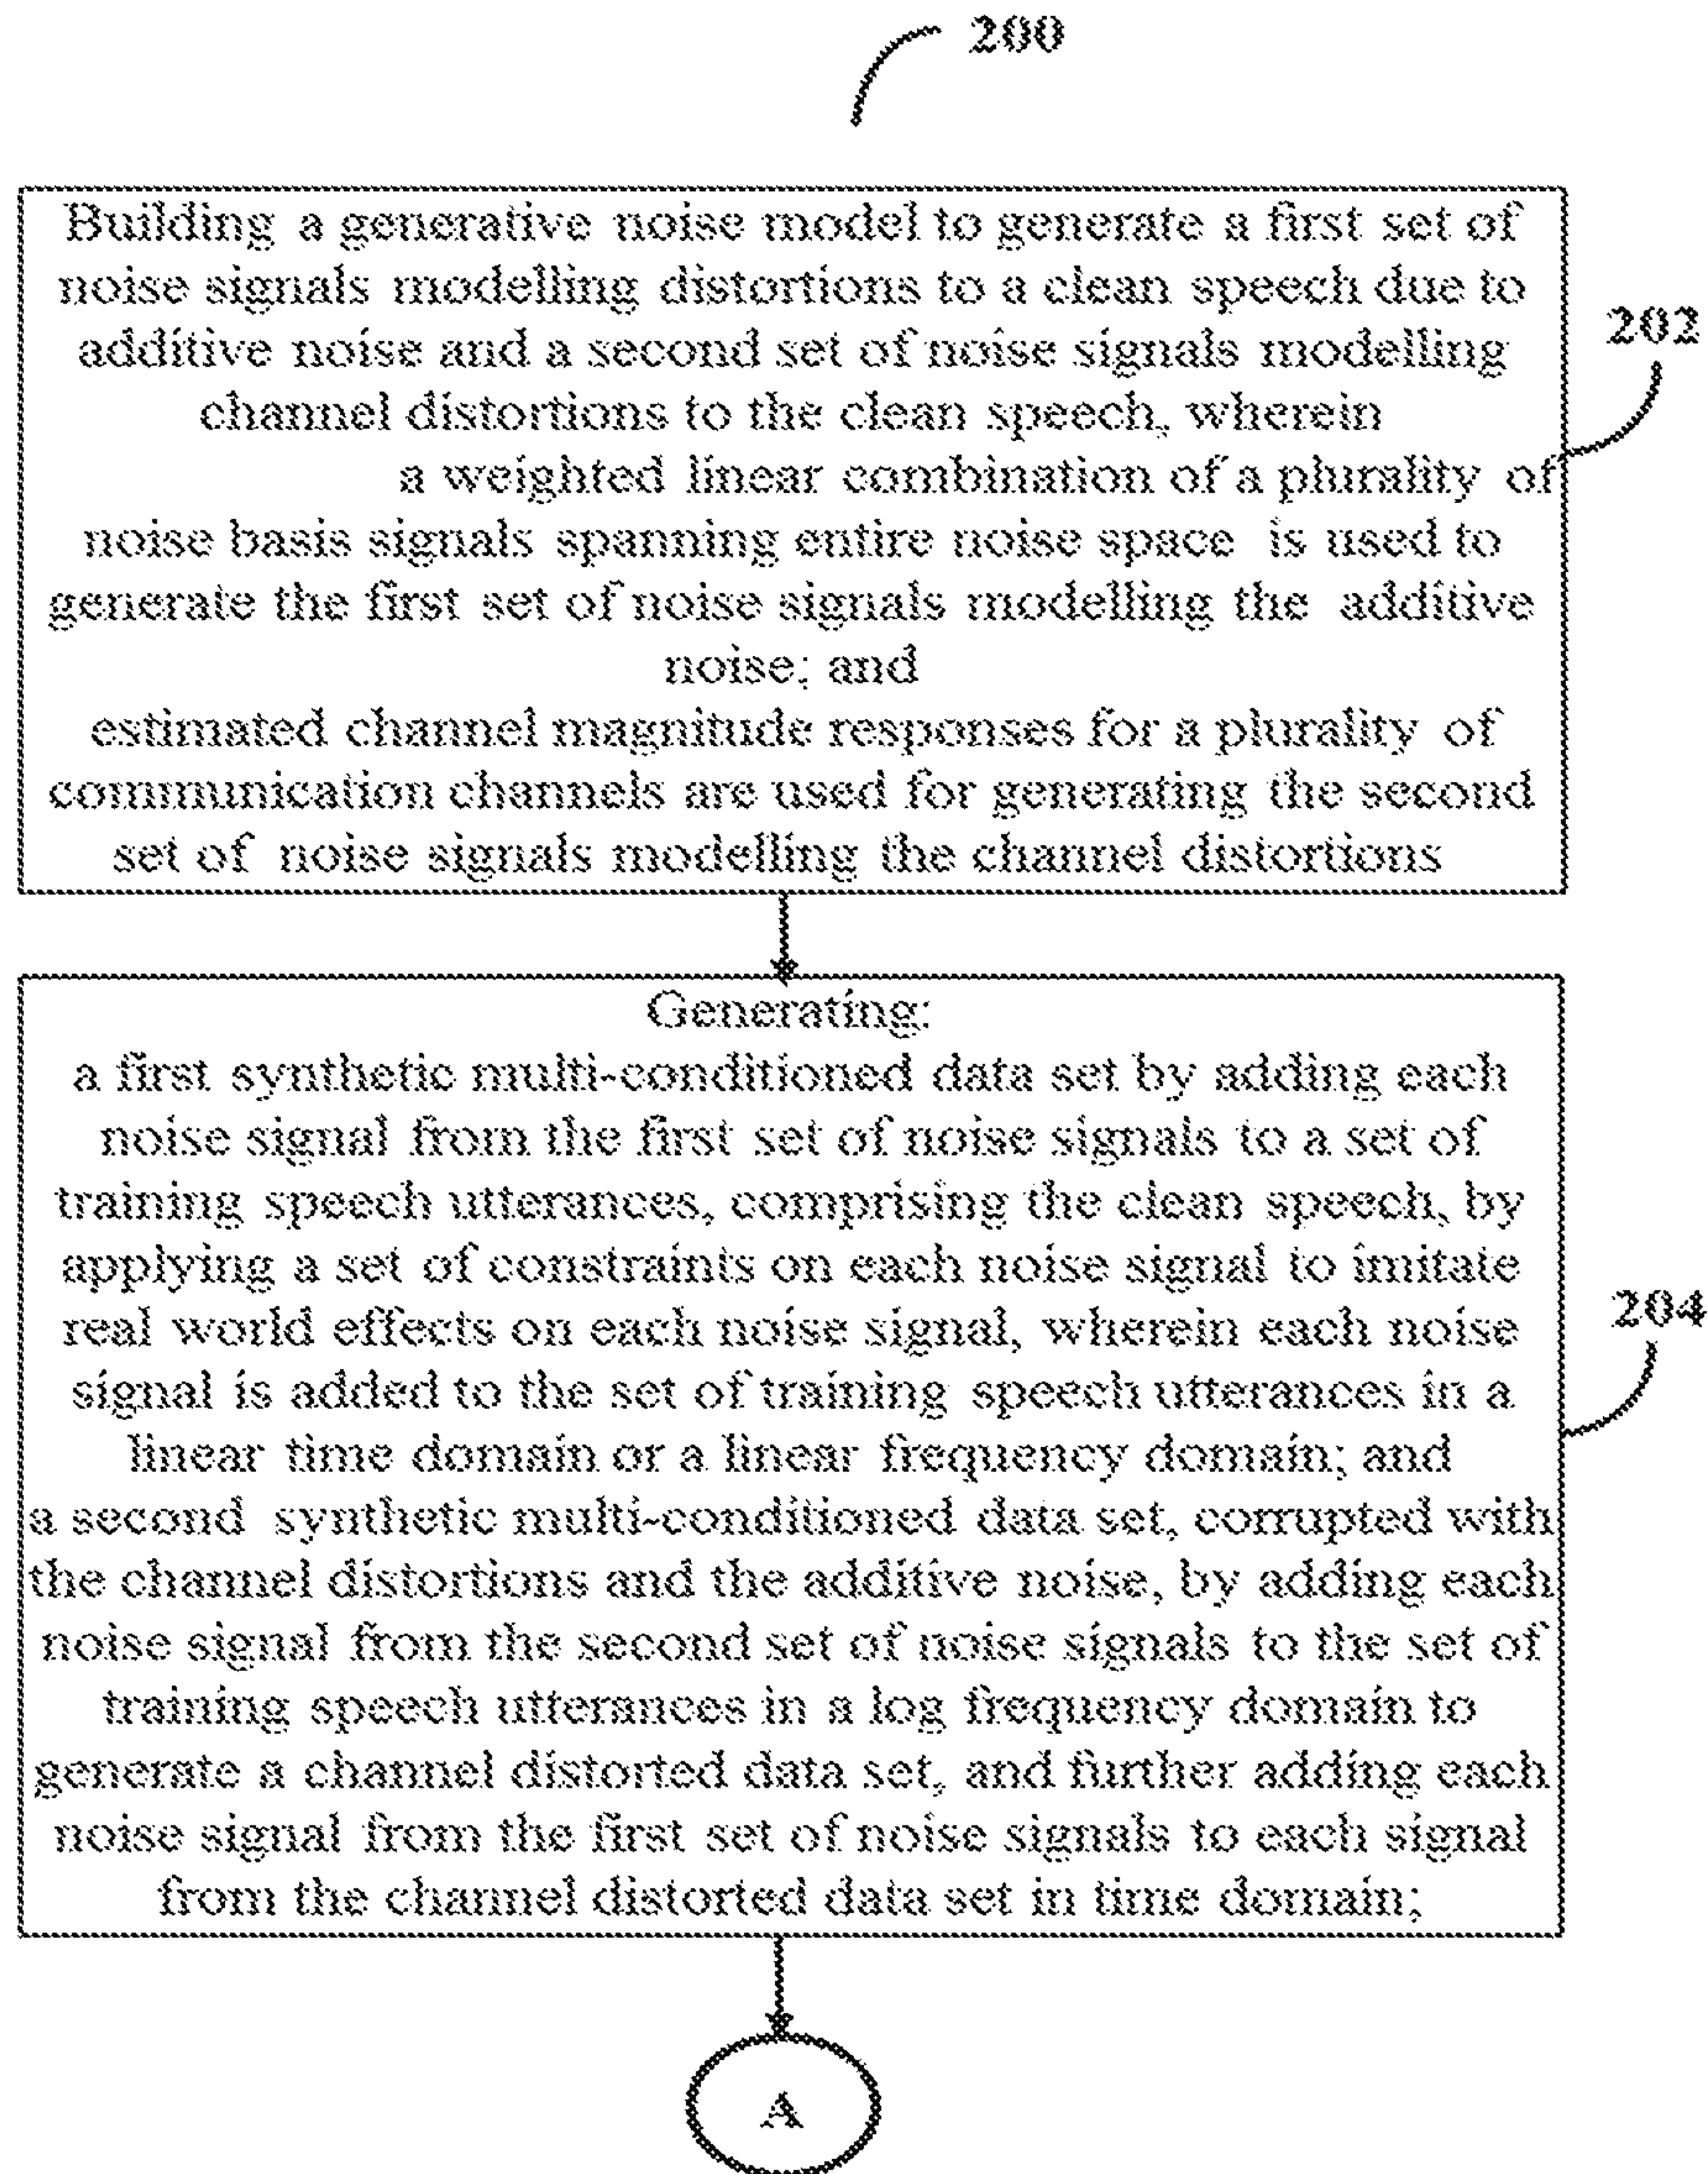 200
Building a generative noise model to generate a first set of
noise signals modelling distortions to a clean speech due to
additive noise and a second set of noise signals modelling
channel distortions to the clean speech, wherein
a weighted linear combination of a plurality of
noise basis signals spanning entire noise space is used to
generate the first set of noise signals modelling the additive
noise; and
estimated channel magnitude responses for a plurality of
communication channels are used for generating the second
set of noise signals modelling the channel distortions
202
Generating:
a first synthetic multi-conditioned data set by adding each
noise signal from the first set of noise signals to a set of
training speech utterances, comprising the clean speech, by
applying a set of constraints on each noise signal to imitate
real world effects on each noise signal, wherein each noise
signal is added to the set of training speech utterances in a
linear time domain or a linear frequency domain; and
a second synthetic multi-conditioned data set, corrupted with
the channel distortions and the additive noise, by adding each
noise signal from the second set of noise signals to the set of
training speech utterances in a log frequency domain to
generate a channel distorted data set, and further adding each
noise signal from the first set of noise signals to each signal
from the channel distorted data set in time domain;
204
A